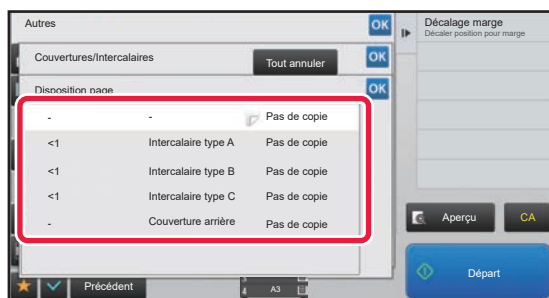 Autres
OK
Couvertures/Intercalaires
Tout annuler
OK
Disposition page
OK
- - Pas de copie
<1 Intercalaire type A Pas de copie
<1 Intercalaire type B Pas de copie
<1 Intercalaire type C Pas de copie
- Couverture arrière Pas de copie
Précédent
4 A3
Décalage marge
Décaler position pour marge
Aperçu
CA
Départ